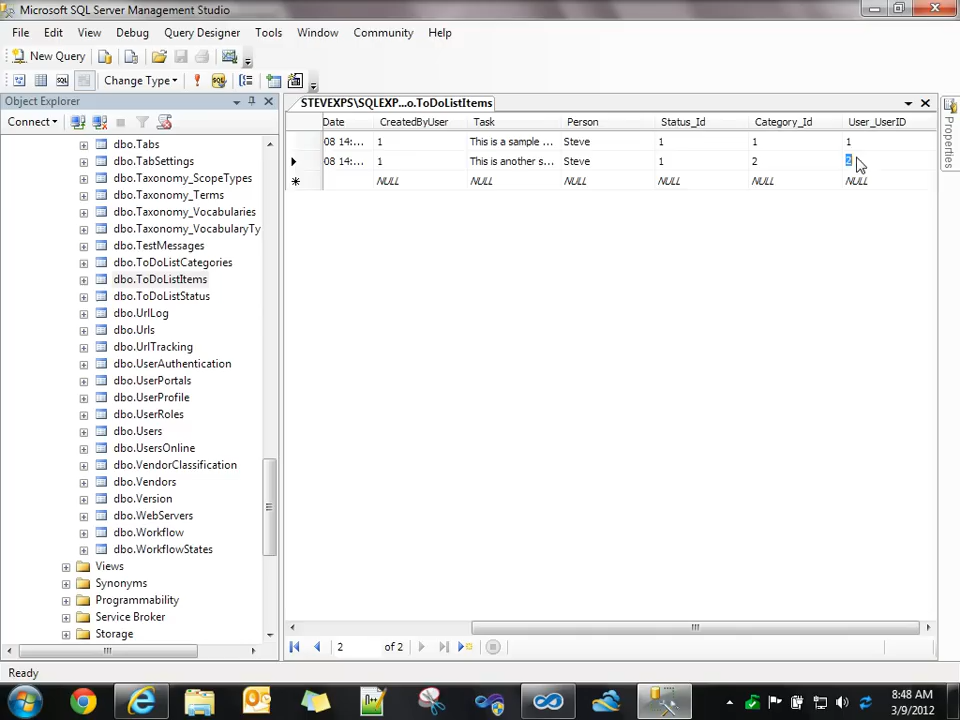 Microsoft SQL Server Management Studio
File Edit View Debug Query Designer Tools Window Community Help
New Query
Change Type
Object Explorer
Connect
dbo.Tabs
dbo.TabSettings
dbo.Taxonomy_ScopeTypes
dbo.Taxonomy_Terms
dbo.Taxonomy_Vocabularies
dbo.Taxonomy_VocabularyTy
dbo.TestMessages
dbo.ToDoListCategories
dbo.ToDoListItems
dbo.ToDoListStatus
dbo.UrlLog
dbo.Urls
dbo.UrlTracking
dbo.UserAuthentication
dbo.UserPortals
dbo.UserProfile
dbo.UserRoles
dbo.Users
dbo.UsersOnline
dbo.VendorClassification
dbo.Vendors
dbo.Version
dbo.WebServers
dbo.Workflow
dbo.WorkflowStates
Views
Synonyms
Programmability
Service Broker
Storage
STEVEXPS\SQLEXP...o.ToDoListItems
Date CreatedByUser Task Person Status_Id Category_Id User_UserID
08 14:... 1 This is a sample ... Steve 1 1 1
08 14:... 1 This is another s... Steve 1 2 2
NULL NULL NULL NULL NULL NULL
2 of 2
Properties
Ready
8:48 AM
3/9/2012